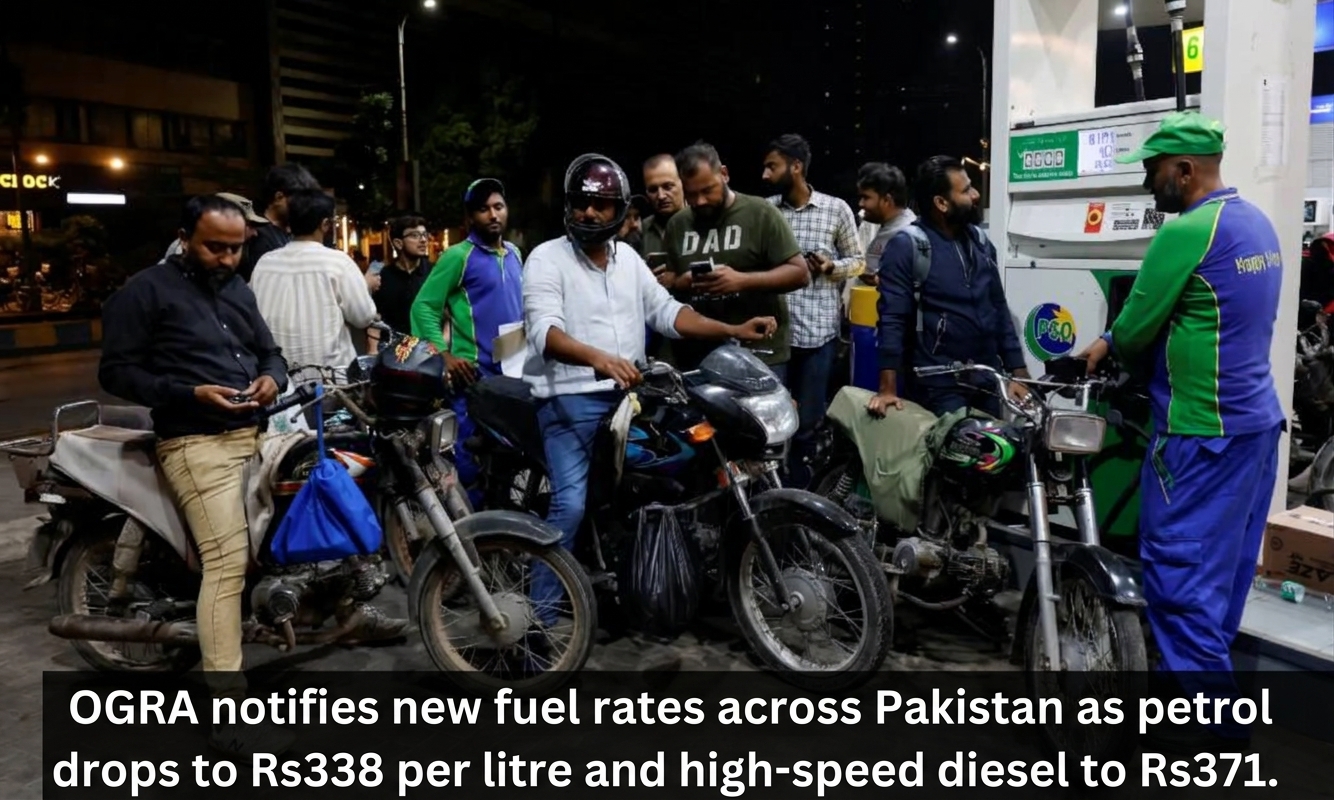 CLOCK
6
DAD
PSO
OGRA notifies new fuel rates across Pakistan as petrol
drops to Rs338 per litre and high-speed diesel to Rs371.